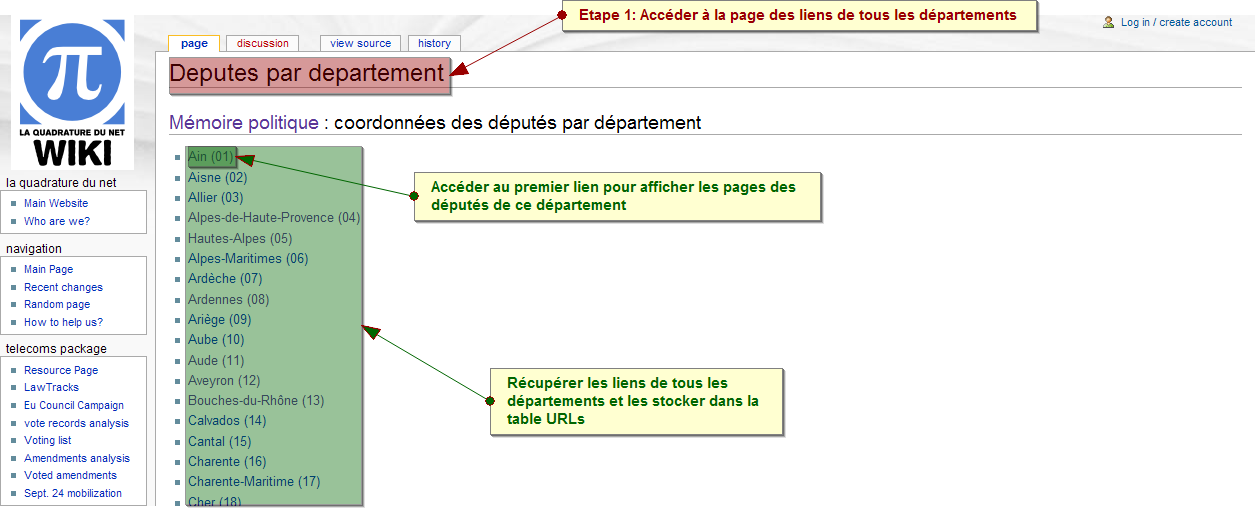 Etape 1: Accéder à la page des liens de tous les départements
Log in / create account
page
discussion
view source
history
Deputes par departement
π
LA QUADRATURE DU NET
WIKI
Mémoire politique : coordonnées des députés par département
la quadrature du net
Main Website
Who are we?
navigation
Main Page
Recent changes
Random page
How to help us?
telecoms package
Resource Page
LawTracks
Eu Council Campaign
vote records analysis
Voting list
Amendments analysis
Voted amendments
Sept. 24 mobilization
Ain (01)
Aisne (02)
Allier (03)
Alpes-de-Haute-Provence (04)
Hautes-Alpes (05)
Alpes-Maritimes (06)
Ardèche (07)
Ardennes (08)
Ariège (09)
Aube (10)
Aude (11)
Aveyron (12)
Bouches-du-Rhône (13)
Calvados (14)
Cantal (15)
Charente (16)
Charente-Maritime (17)
Cher (18)
Accéder au premier lien pour afficher les pages des
députés de ce département
Récupérer les liens de tous les
départements et les stocker dans la
table URLs